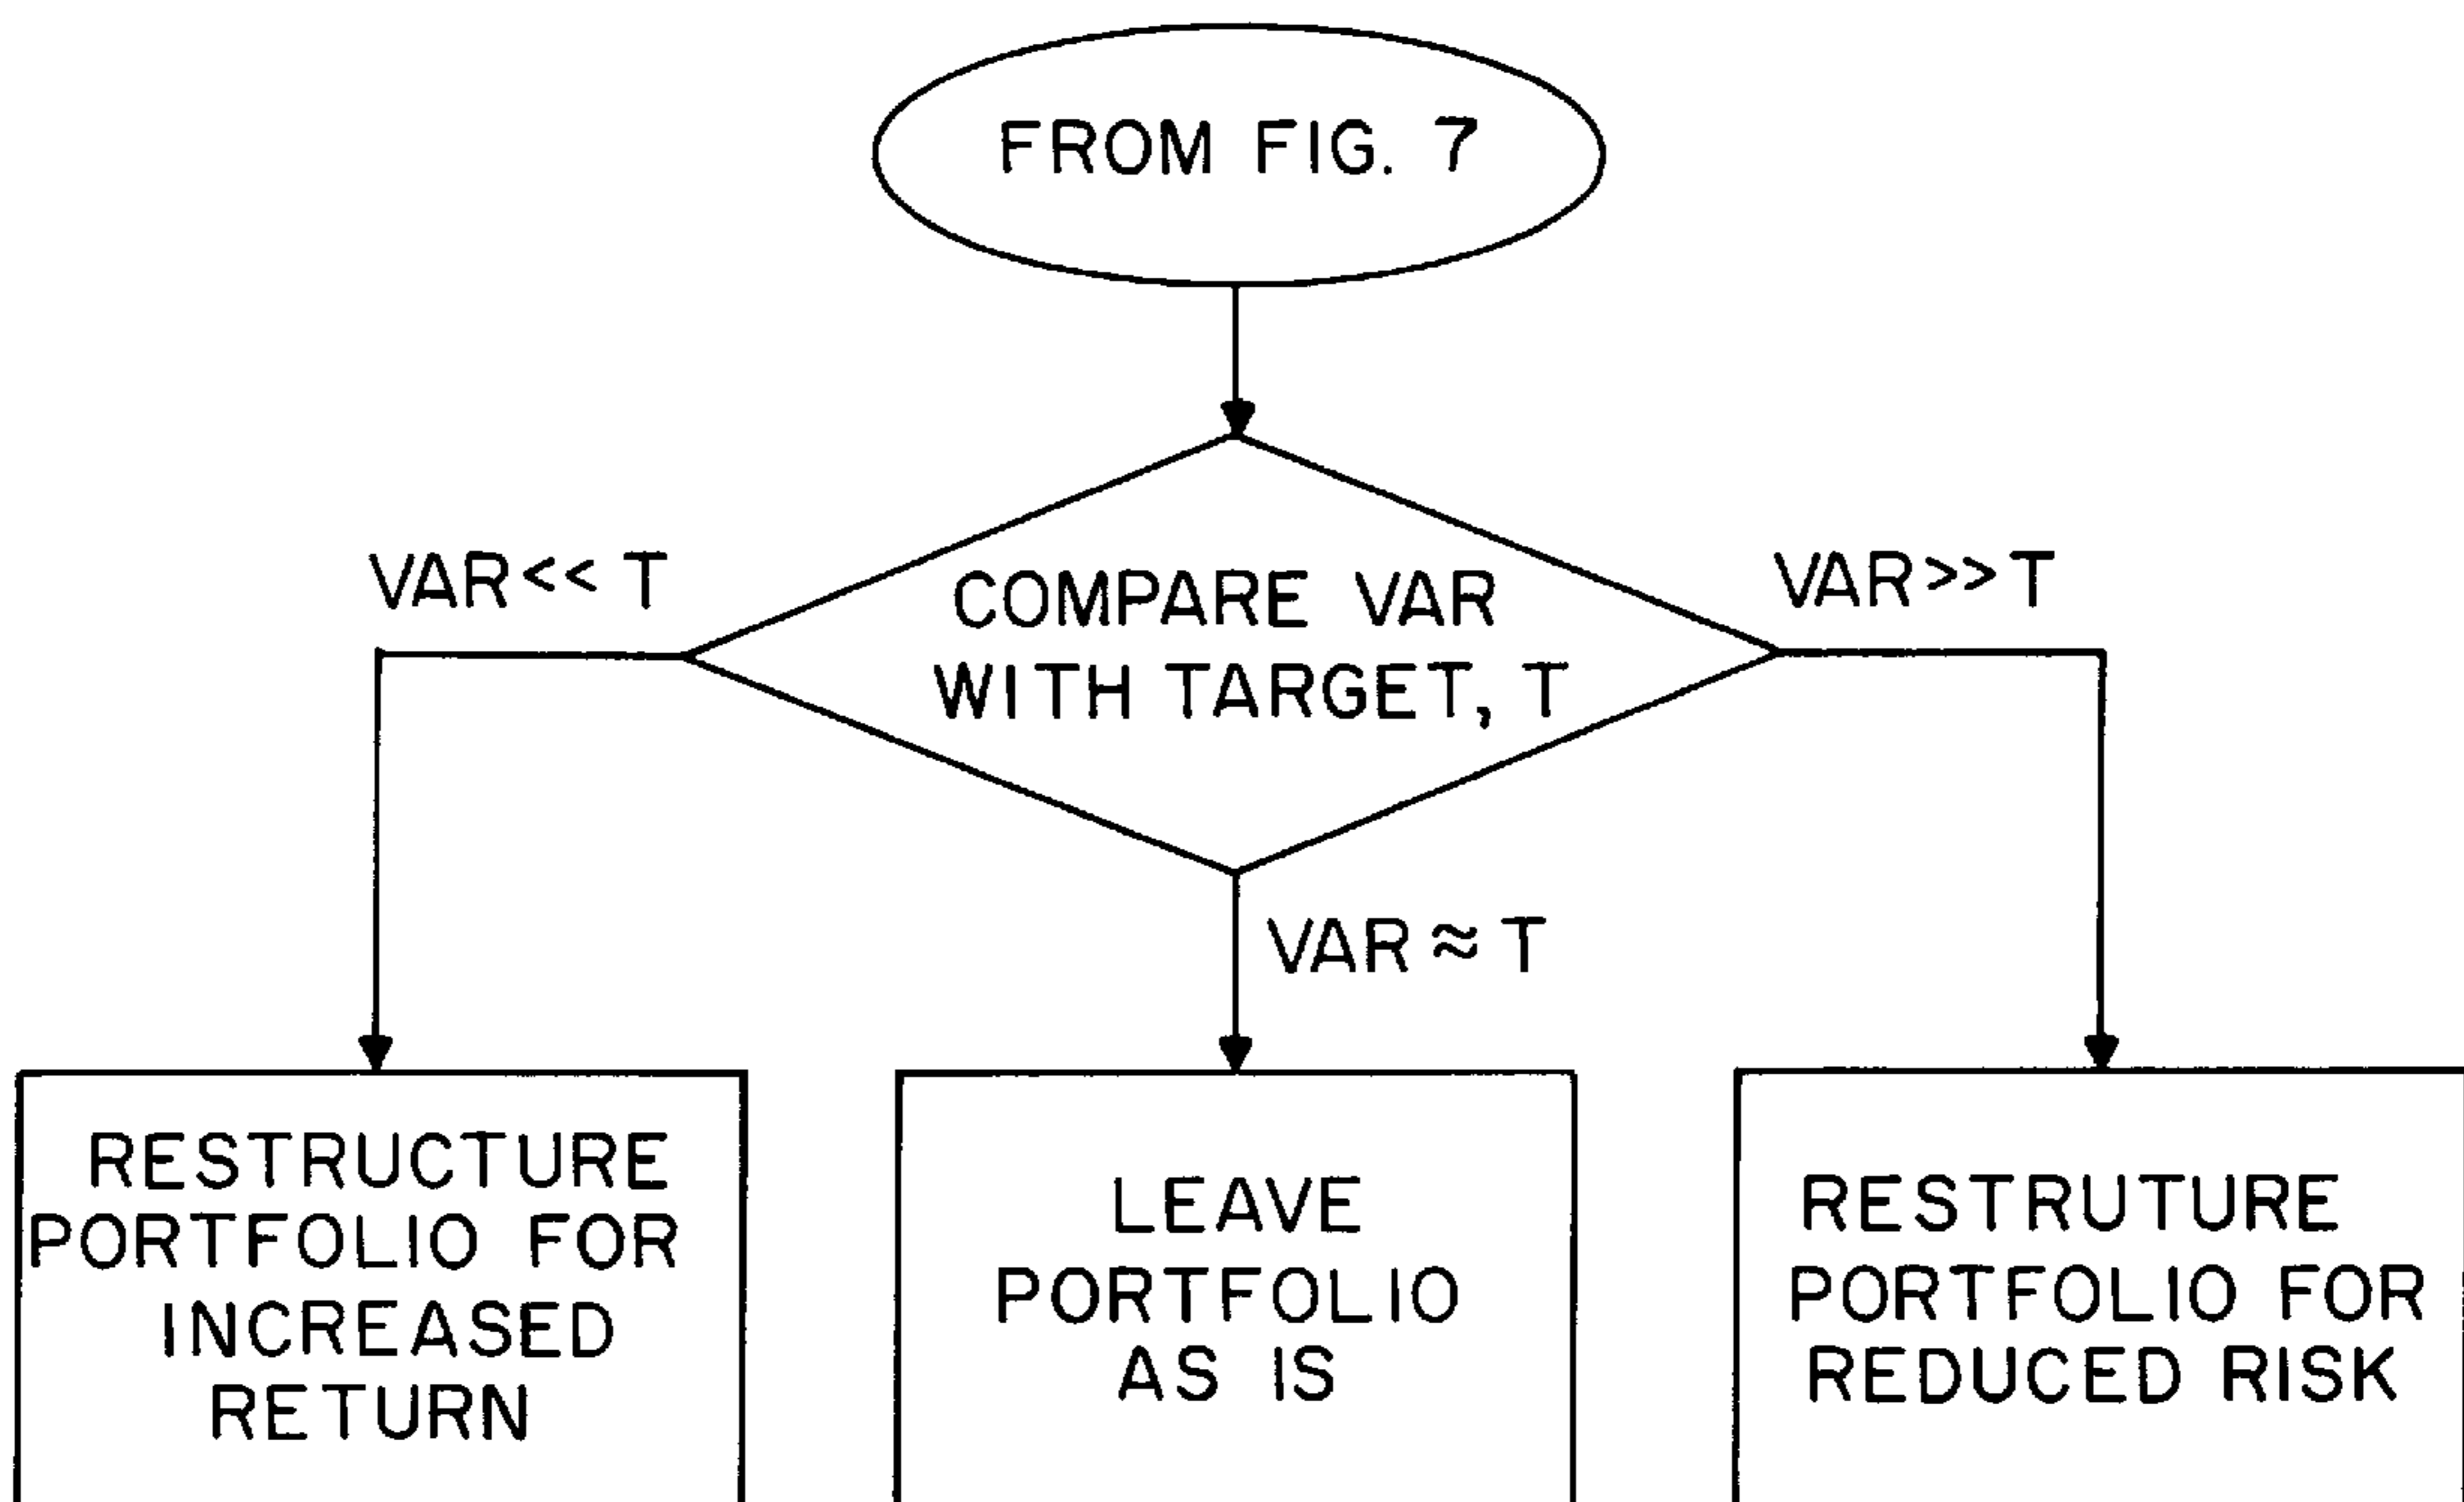 FROM FIG. 7
VAR<< T
COMPARE VAR
WITH TARGET, T
VAR>>T
VAR≈T
RESTRUCTURE
PORTFOLIO FOR
INCREASED
RETURN
LEAVE
PORTFOLIO
AS IS
RESTRUTURE
PORTFOLIO FOR
REDUCED RISK